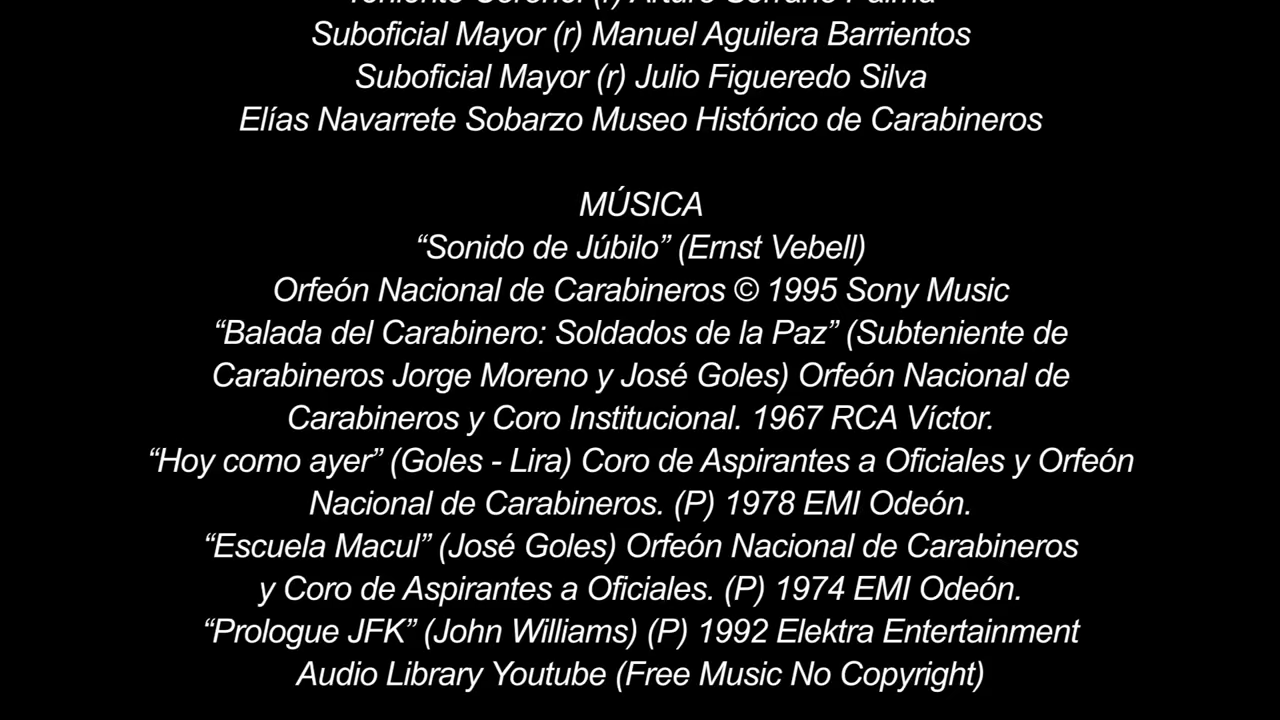 Teniente Coronel (r) Arturo Serrano Palma
Suboficial Mayor (r) Manuel Aguilera Barrientos
Suboficial Mayor (r) Julio Figueredo Silva
Elías Navarrete Sobarzo Museo Histórico de Carabineros
MÚSICA
“Sonido de Júbilo” (Ernst Vebell)
Orfeón Nacional de Carabineros © 1995 Sony Music
“Balada del Carabinero: Soldados de la Paz” (Subteniente de
Carabineros Jorge Moreno y José Goles) Orfeón Nacional de
Carabineros y Coro Institucional. 1967 RCA Víctor.
“Hoy como ayer” (Goles - Lira) Coro de Aspirantes a Oficiales y Orfeón
Nacional de Carabineros. (P) 1978 EMI Odeón.
“Escuela Macul” (José Goles) Orfeón Nacional de Carabineros
y Coro de Aspirantes a Oficiales. (P) 1974 EMI Odeón.
“Prologue JFK” (John Williams) (P) 1992 Elektra Entertainment
Audio Library Youtube (Free Music No Copyright)